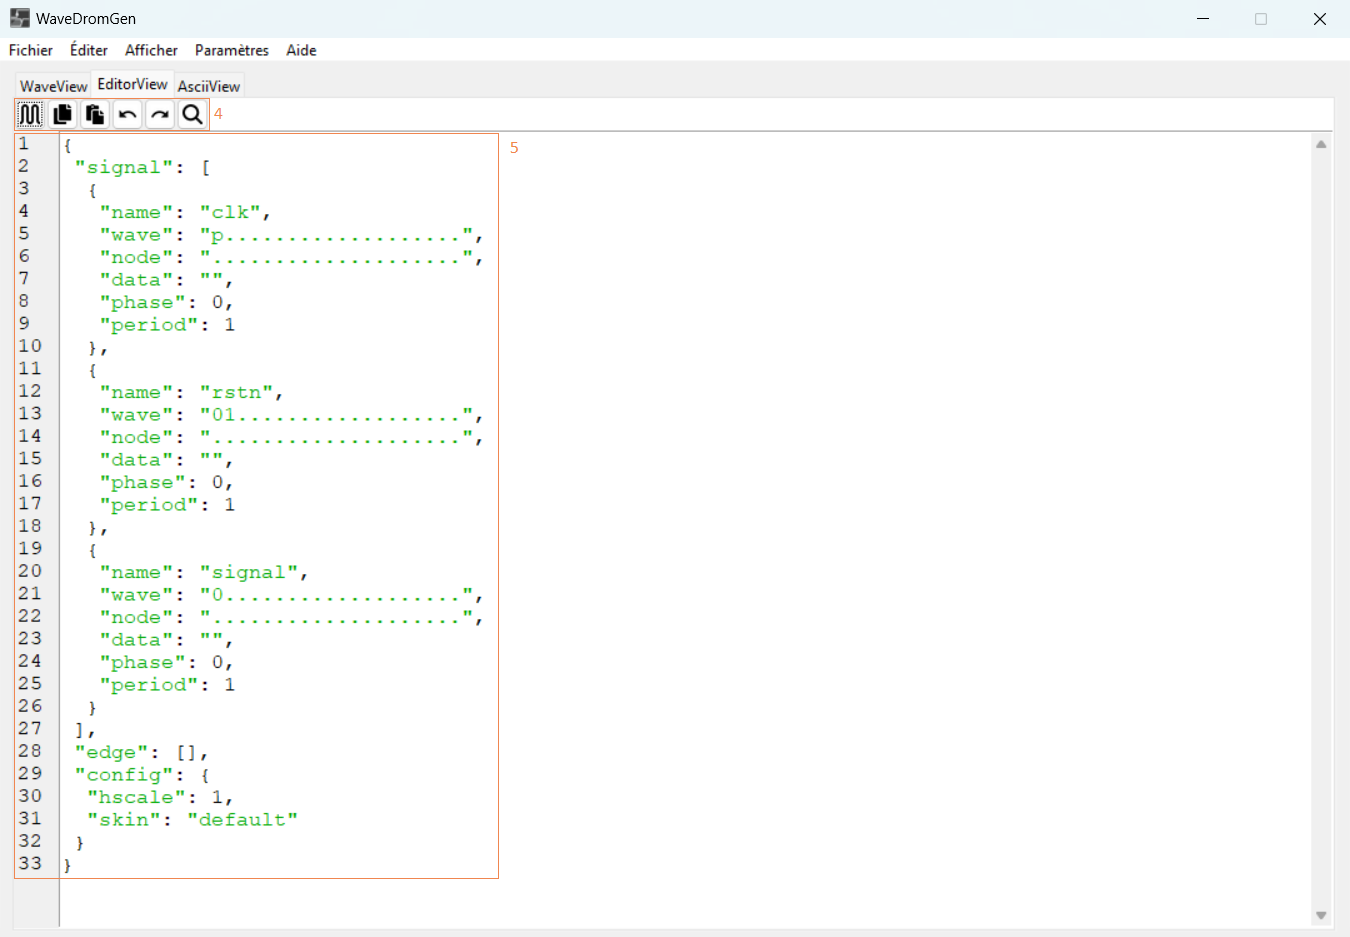 WaveDromGen
Fichier Éditer Afficher Paramètres Aide
WaveView EditorView AsciiView
4
5
1 {
2 "signal": [
3 {
4 "name": "clk",
5 "wave": "p...................",
6 "node": "....................",
7 "data": "",
8 "phase": 0,
9 "period": 1
10 },
11 {
12 "name": "rstn",
13 "wave": "01..................",
14 "node": "....................",
15 "data": "",
16 "phase": 0,
17 "period": 1
18 },
19 {
20 "name": "signal",
21 "wave": "0...................",
22 "node": "....................",
23 "data": "",
24 "phase": 0,
25 "period": 1
26 }
27 ],
28 "edge": [],
29 "config": {
30 "hscale": 1,
31 "skin": "default"
32 }
33 }